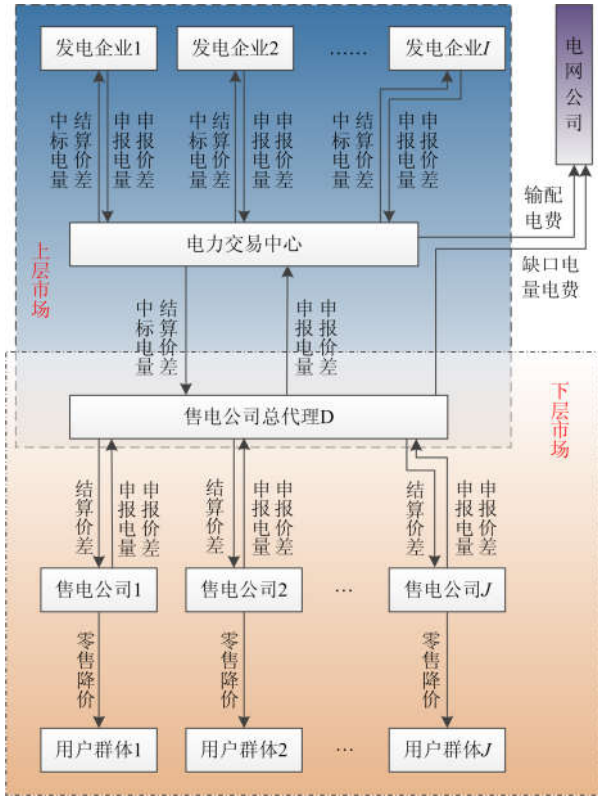 发电企业1
发电企业2
……
发电企业I
电网公司
中标电量
结算价差
申报电量
申报价差
中标电量
结算价差
申报电量
申报价差
中标电量
结算价差
申报电量
申报价差
输配
电费
电力交易中心
缺口电
量电费
上层市场
中标电量
结算价差
申报电量
申报价差
下层市场
售电公司总代理D
结算价差
申报电量
申报价差
结算价差
申报电量
申报价差
结算价差
申报电量
申报价差
售电公司1
售电公司2
…
售电公司J
零售降价
零售降价
零售降价
用户群体1
用户群体2
…
用户群体J